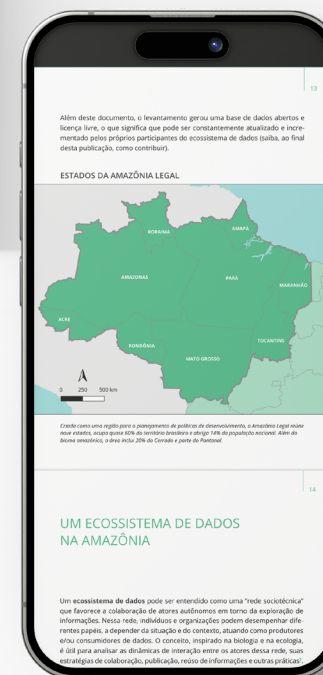 13
Além deste documento, o levantamento gerou uma base de dados abertos e
licença livre, o que significa que pode ser constantemente atualizado e incre-
mentado pelos próprios participantes do ecossistema de dados (saiba, ao final
desta publicação, como contribuir).
ESTADOS DA AMAZÔNIA LEGAL
RORAIMA
AMAPÁ
AMAZONAS
PARÁ
MARANHÃO
ACRE
TOCANTINS
RONDÔNIA
MATO GROSSO
0 250 500 km
Criada como uma região para o planejamento de políticas de desenvolvimento, a Amazônia Legal reúne
nove estados, ocupa quase 60% do território brasileiro e abriga 14% da população nacional. Além do
bioma amazônico, a área inclui 20% do Cerrado e parte do Pantanal.
14
UM ECOSSISTEMA DE DADOS
NA AMAZÔNIA
Um ecossistema de dados pode ser entendido como uma "rede sociotécnica"
que favorece a colaboração de atores autônomos em torno da exploração de
informações. Nessa rede, indivíduos e organizações podem desempenhar dife-
rentes papéis, a depender da situação e do contexto, atuando como produtores
e/ou consumidores de dados. O conceito, inspirado na biologia e na ecologia,
é útil para analisar as dinâmicas de interação entre os atores dessa rede, suas
estratégias de colaboração, publicação, reúso de informações e outras práticas¹.